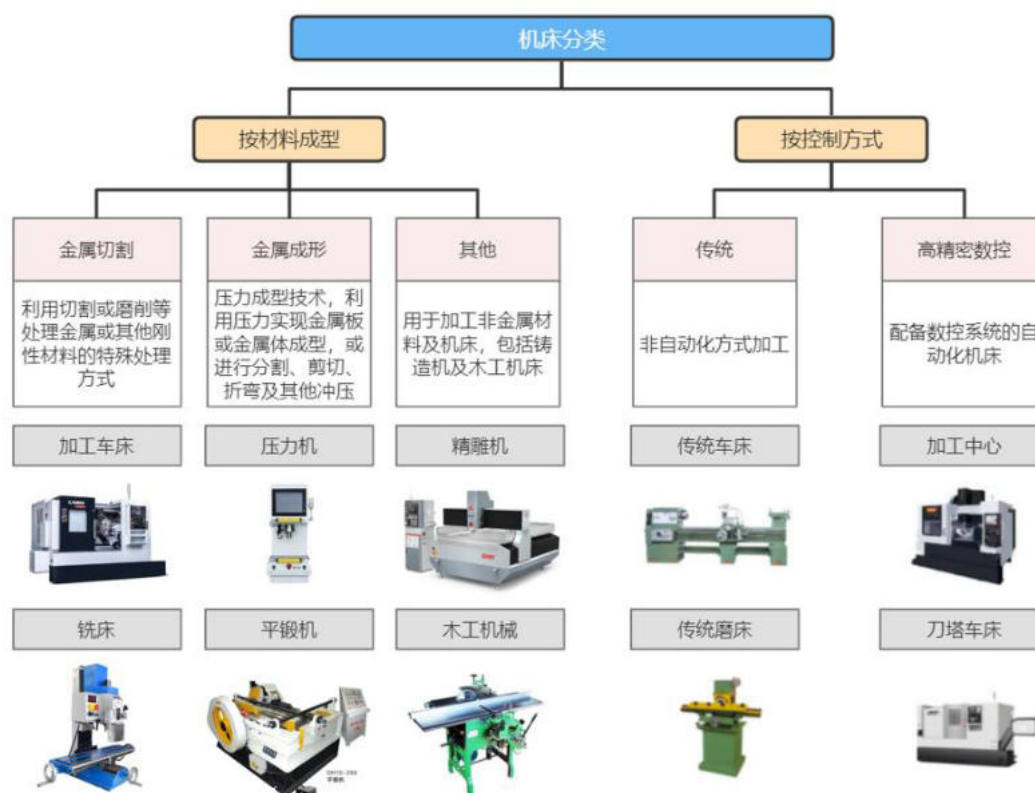 机床分类
按材料成型
按控制方式
金属切割
金属成形
其他
传统
高精密数控
利用切割或磨削等
处理金属或其他刚
性材料的特殊处理
方式
压力成型技术，利
用压力实现金属板
或金属体成型，或
进行分割、剪切、
折弯及其他冲压
用于加工非金属材
料及机床，包括铸
造机及木工机床
非自动化方式加工
配备数控系统的自
动化机床
加工车床
压力机
精雕机
传统车床
加工中心
铣床
平锻机
木工机械
传统磨床
刀塔车床
平锻机